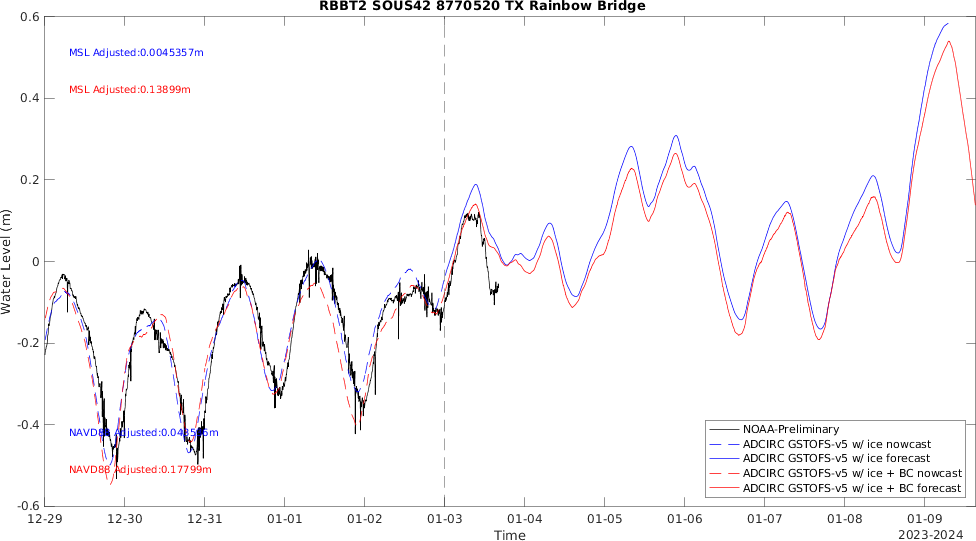 RBBT2 SOUS42 8770520 TX Rainbow Bridge
0.6
MSL Adjusted:0.0045357m
MSL Adjusted:0.13899m
0.4
0.2
0
-0.2
-0.4
-0.6
Water Level (m)
NAVD88 Adjusted:0.043535m
NAVD88 Adjusted:0.17799m
NOAA-Preliminary
ADCIRC GSTOFS-v5 w/ ice nowcast
ADCIRC GSTOFS-v5 w/ ice forecast
ADCIRC GSTOFS-v5 w/ ice + BC nowcast
ADCIRC GSTOFS-v5 w/ ice + BC forecast
12-29 12-30 12-31 01-01 01-02 01-03 01-04 01-05 01-06 01-07 01-08 01-09
Time
2023-2024